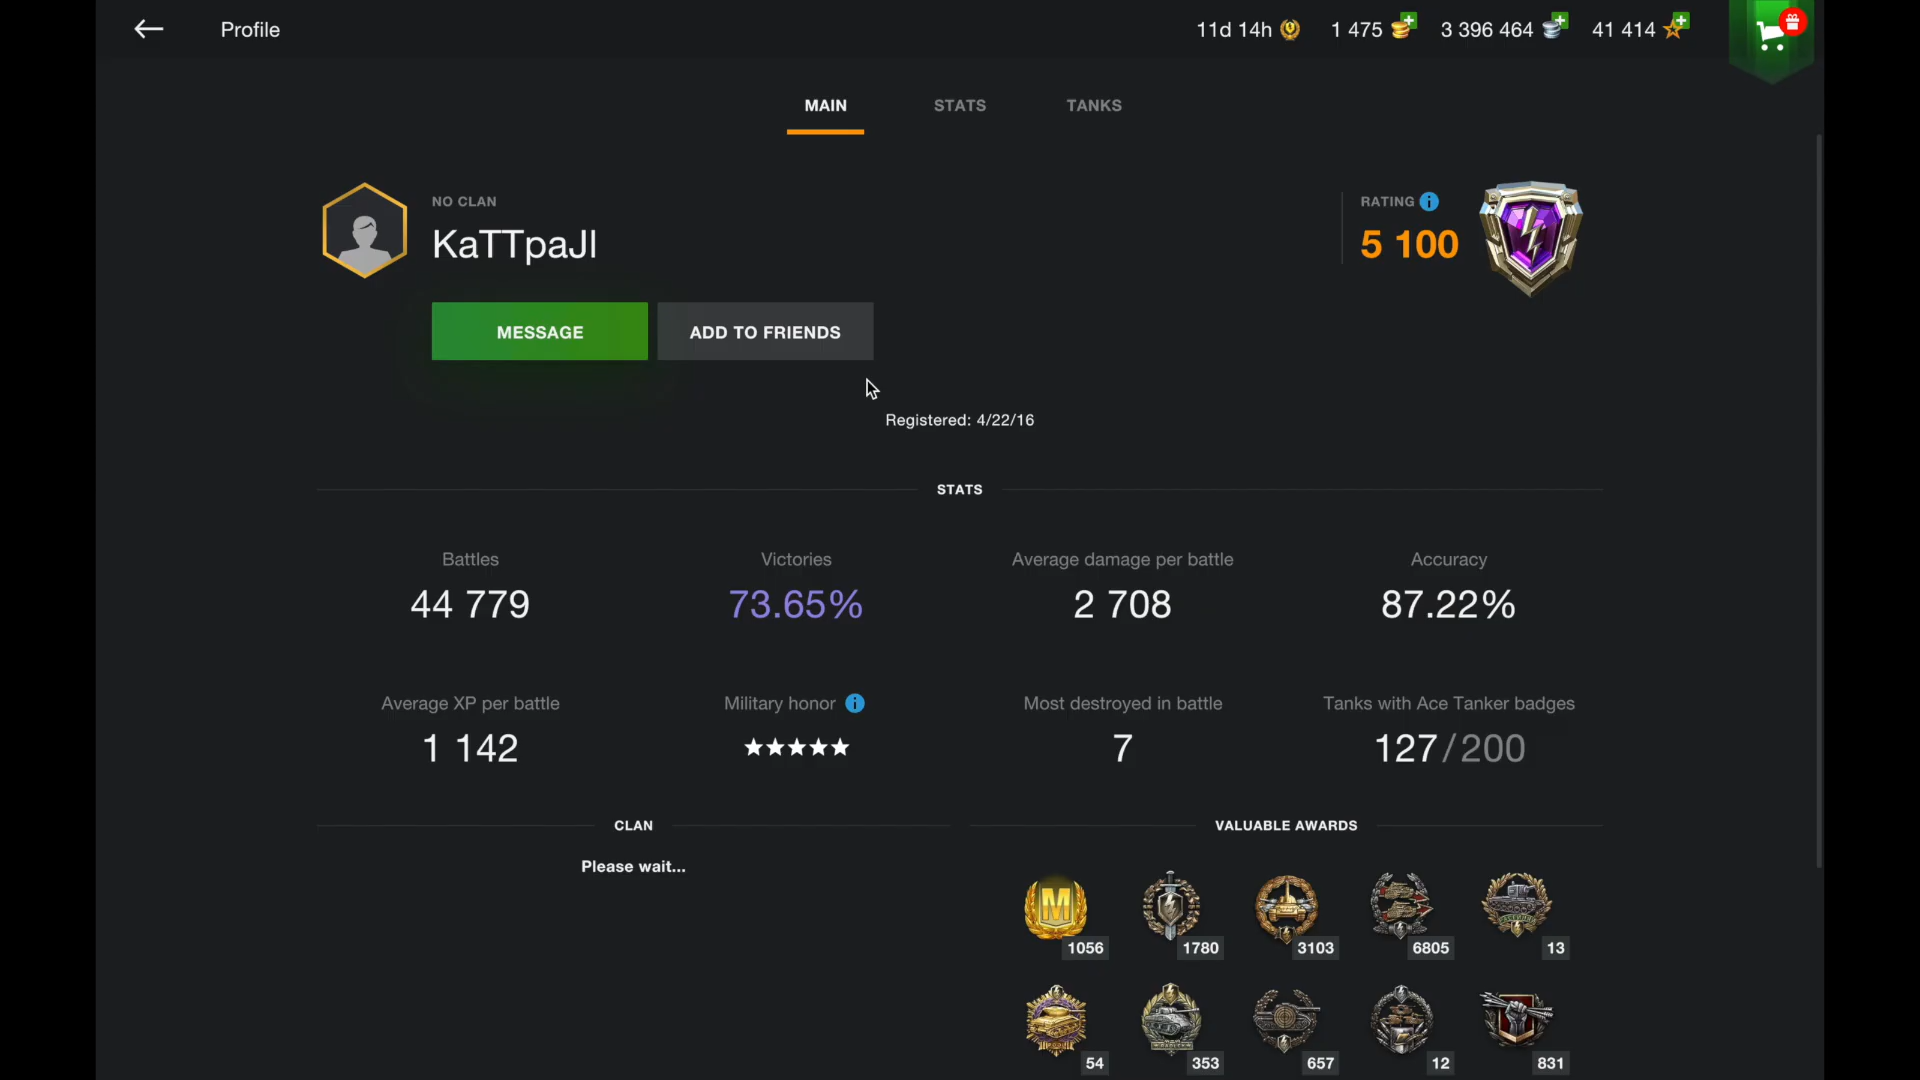 Profile
11d 14h
1 475
3 396 464
41 414
MAIN
STATS
TANKS
NO CLAN
KaTTpaJI
RATING
5 100
MESSAGE
ADD TO FRIENDS
Registered: 4/22/16
STATS
Battles
Victories
Average damage per battle
Accuracy
44 779
73.65%
2 708
87.22%
Average XP per battle
Military honor
Most destroyed in battle
Tanks with Ace Tanker badges
1 142
★★★★★
7
127/200
CLAN
VALUABLE AWARDS
Please wait...
M
1056
1780
3103
6805
13
54
353
657
12
831